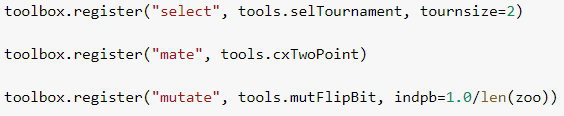 toolbox.register("select", tools.selTournament, tournsize=2)
toolbox.register("mate", tools.cxTwoPoint)
toolbox.register("mutate", tools.mutFlipBit, indpb=1.0/len(zoo))